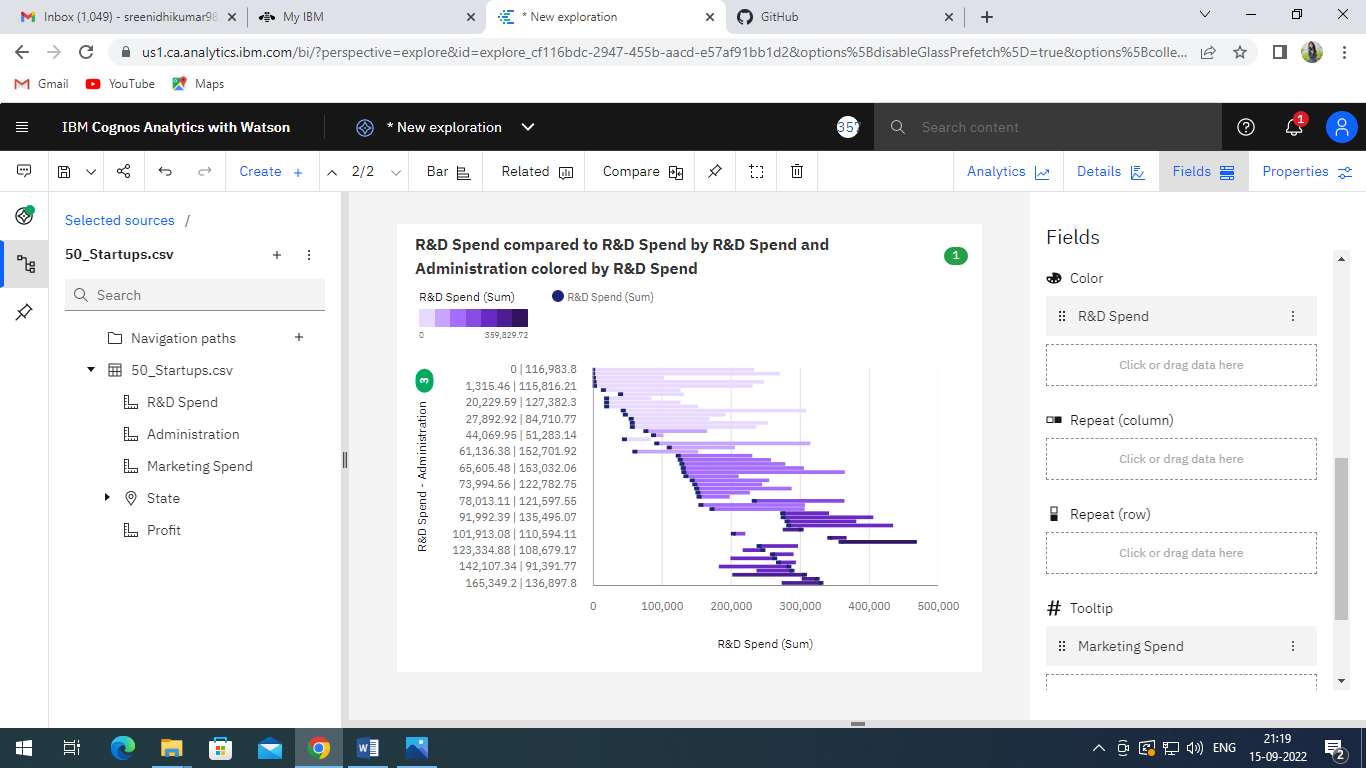 Inbox (1,049) - sreenidhikumar98
My IBM
* New exploration
GitHub
us1.ca.analytics.ibm.com/bi/?perspective=explore&id=explore_cf116bdc-2947-455b-aacd-e57af91bb1d2&options%5BdisableGlassPrefetch%5D=true&options%5Bcolle...
Gmail YouTube Maps
IBM Cognos Analytics with Watson
* New exploration
357
Search content
1
Create +
2/2
Bar
Related
Compare
Analytics
Details
Fields
Properties
Selected sources /
50_Startups.csv
Search
Navigation paths
50_Startups.csv
R&D Spend
Administration
Marketing Spend
State
Profit
R&D Spend compared to R&D Spend by R&D Spend and
Administration colored by R&D Spend
1
R&D Spend (Sum)
R&D Spend (Sum)
0 359,829.72
3
R&D Spend - Administration
0 | 116,983.8
1,315.46 | 115,816.21
20,229.59 | 127,382.3
27,892.92 | 84,710.77
44,069.95 | 51,283.14
61,136.38 | 152,701.92
65,605.48 | 153,032.06
73,994.56 | 122,782.75
78,013.11 | 121,597.55
91,992.39 | 135,495.07
101,913.08 | 110,594.11
123,334.88 | 108,679.17
142,107.34 | 91,391.77
165,349.2 | 136,897.8
0 100,000 200,000 300,000 400,000 500,000
R&D Spend (Sum)
Fields
Color
R&D Spend
Click or drag data here
Repeat (column)
Click or drag data here
Repeat (row)
Click or drag data here
Tooltip
Marketing Spend
ENG
21:19
15-09-2022
2